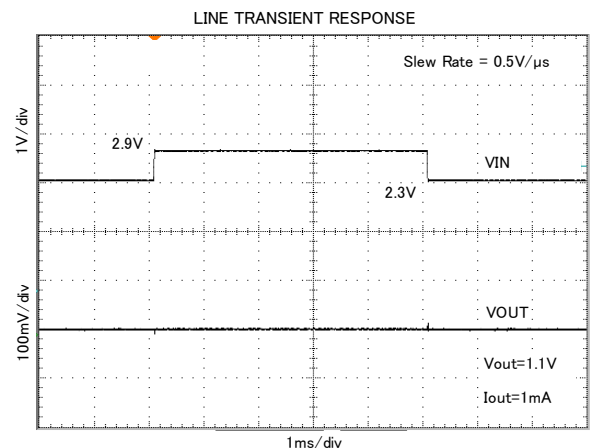 LINE TRANSIENT RESPONSE
Slew Rate = 0.5V/μs
1V/div
2.9V
VIN
2.3V
100mV/div
VOUT
Vout=1.1V
Iout=1mA
1ms/div